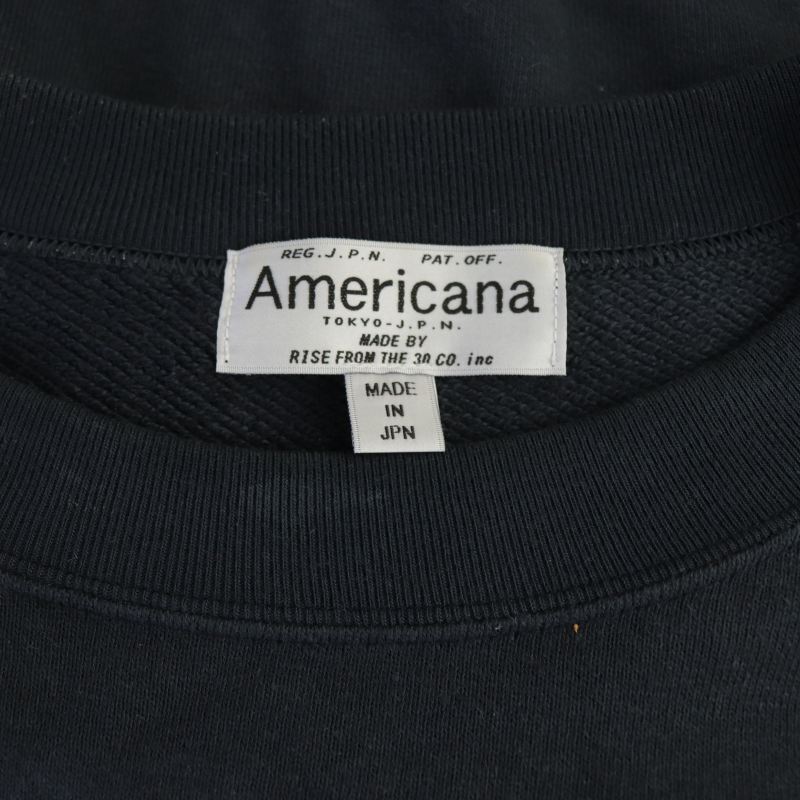 REG.J.P.N. PAT.OFF.
Americana
TOKYO-J.P.N.
MADE BY
RISE FROM THE 30 CO. inc
MADE
IN
JPN